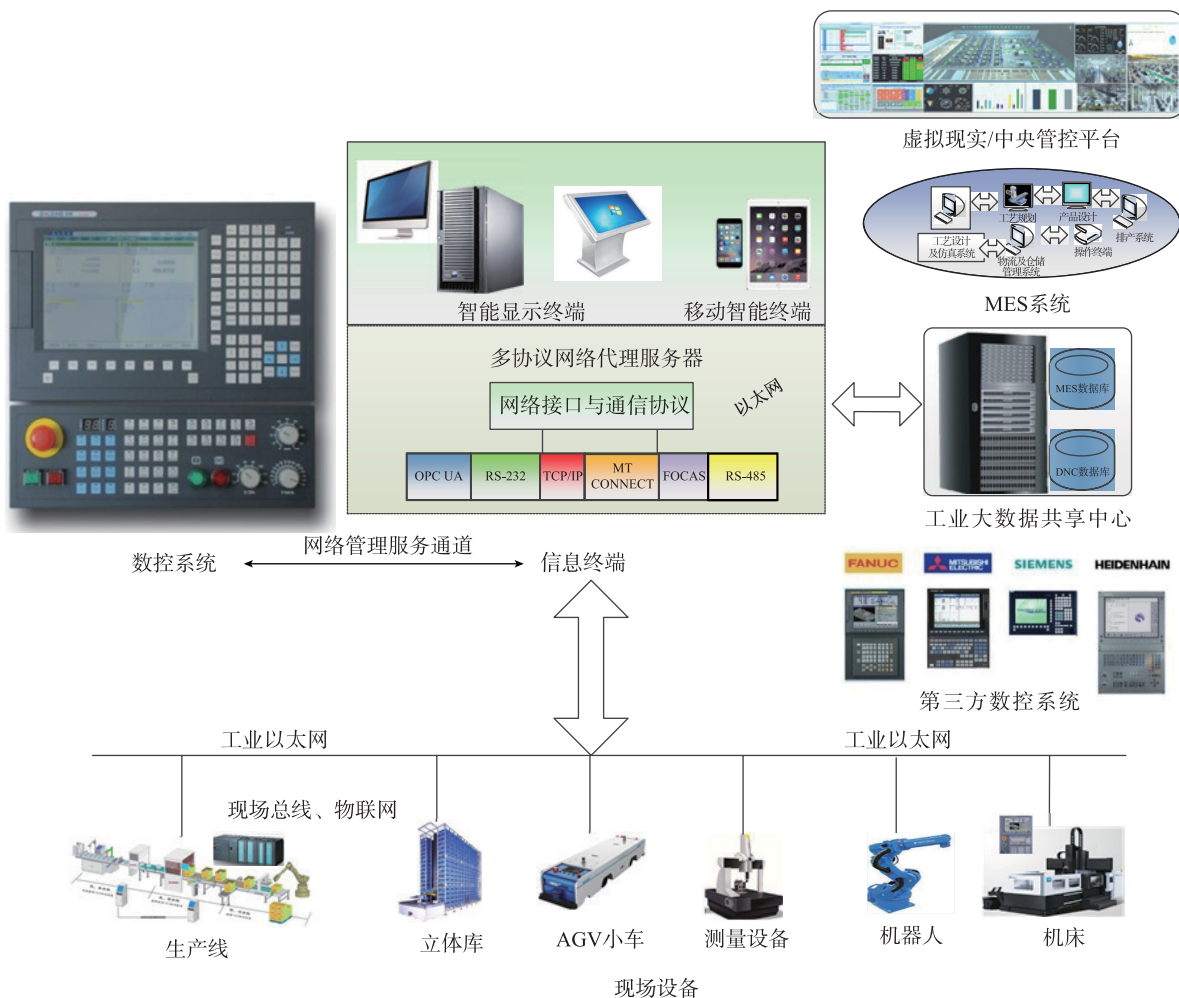 虚拟现实/中央管控平台
工艺规划
产品设计
排产系统
工艺设计
及仿真系统
物流及仓储
管理系统
操作终端
MES系统
智能显示终端
移动智能终端
多协议网络代理服务器
网络接口与通信协议
以太网
OPC UA
RS-232
TCP/IP
MT
CONNECT
FOCAS
RS-485
MES数据库
DNC数据库
工业大数据共享中心
数控系统
网络管理服务通道
信息终端
FANUC
MITSUBISHI
ELECTRIC
SIEMENS
HEIDENHAIN
第三方数控系统
工业以太网
工业以太网
现场总线、物联网
生产线
立体库
AGV小车
测量设备
机器人
机床
现场设备